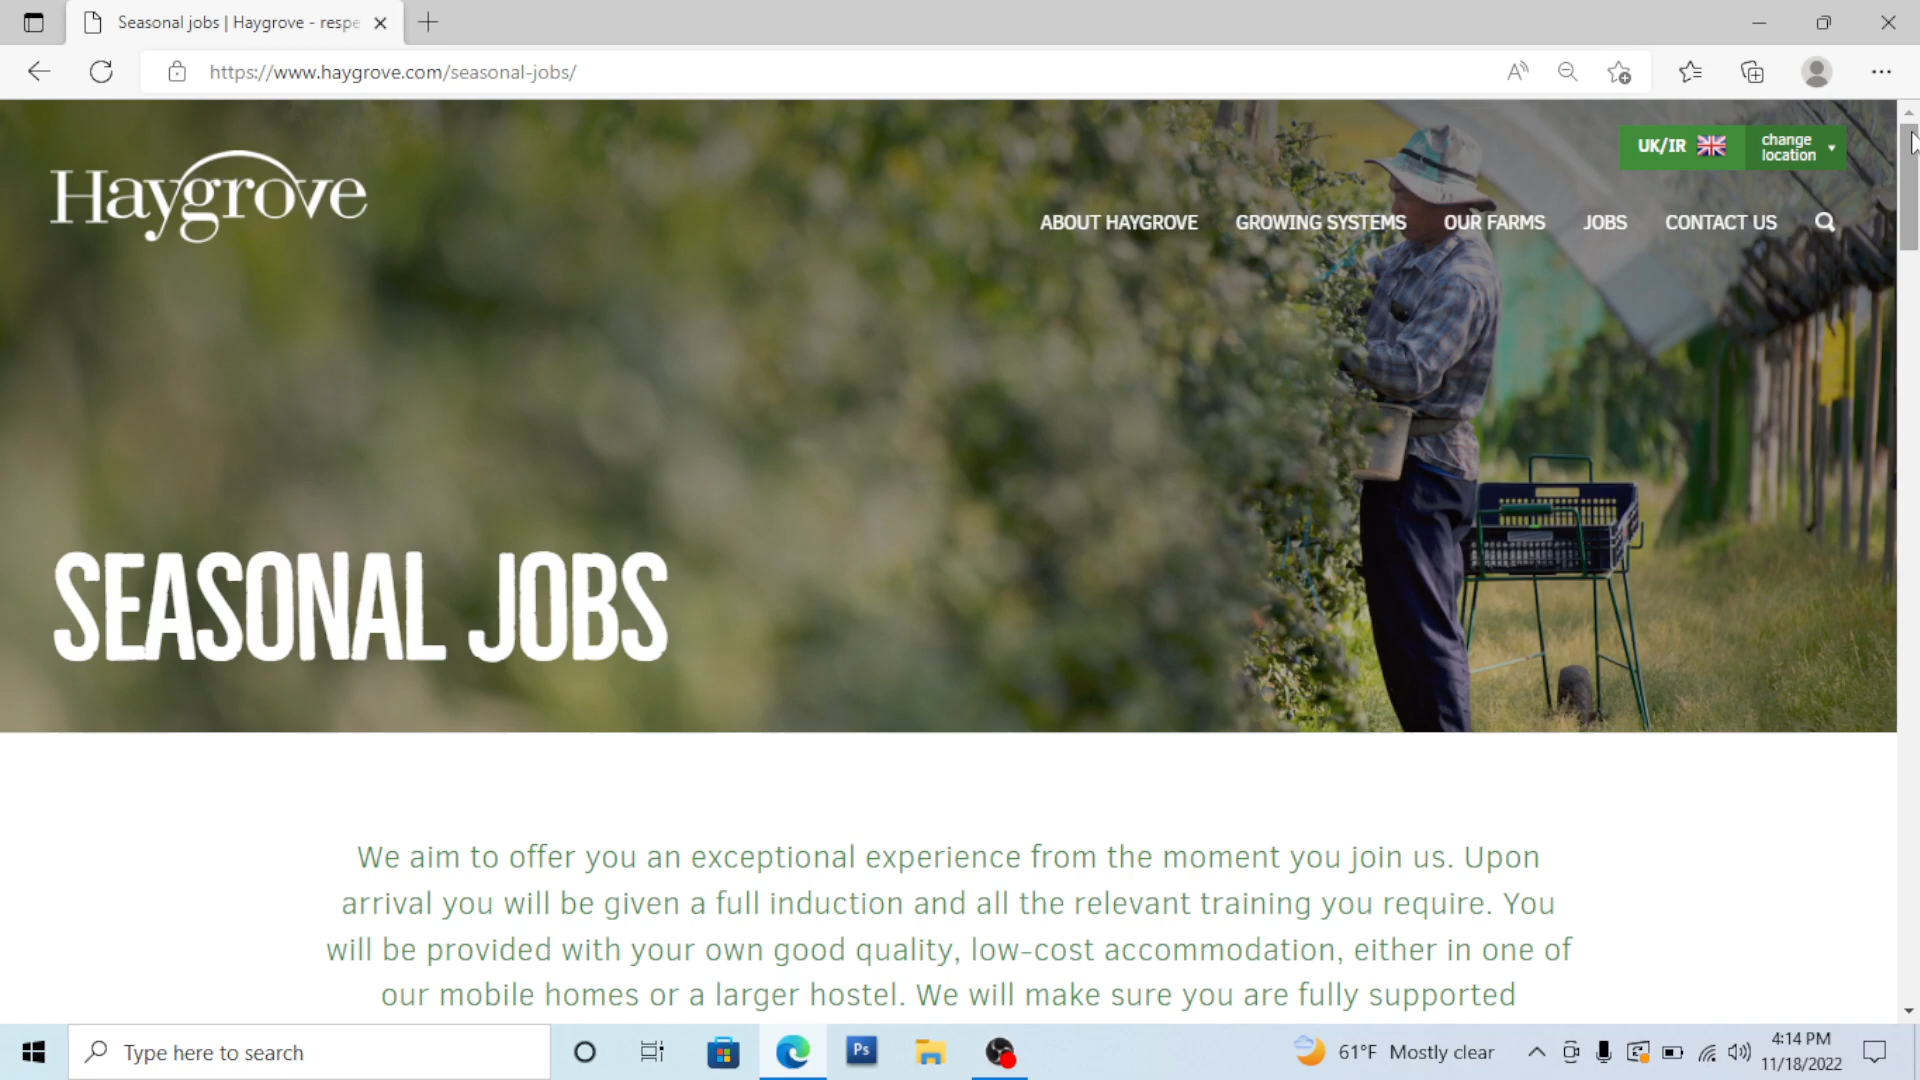 Seasonal jobs | Haygrove - respe
https://www.haygrove.com/seasonal-jobs/
Haygrove
UK/IR
change
location
ABOUT HAYGROVE GROWING SYSTEMS OUR FARMS JOBS CONTACT US
SEASONAL JOBS
We aim to offer you an exceptional experience from the moment you join us. Upon
arrival you will be given a full induction and all the relevant training you require. You
will be provided with your own good quality, low-cost accommodation, either in one of
our mobile homes or a larger hostel. We will make sure you are fully supported
Type here to search
Ps
61°F Mostly clear
4:14 PM
11/18/2022